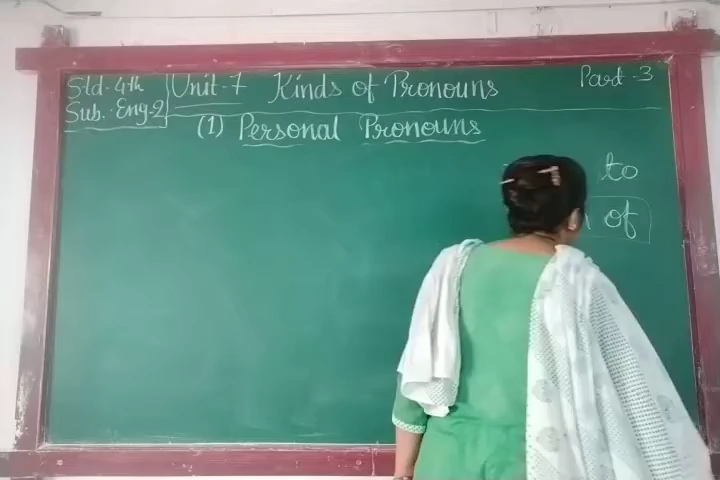 Std - 4th
Sub. Eng-2
Unit - 7 Kinds of Pronouns
Part - 3
(1) Personal Pronouns
to
of